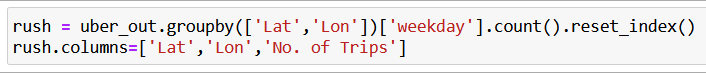 rush = uber_out.groupby(['Lat','Lon'])['weekday'].count().reset_index()
rush.columns=['Lat','Lon','No. of Trips']